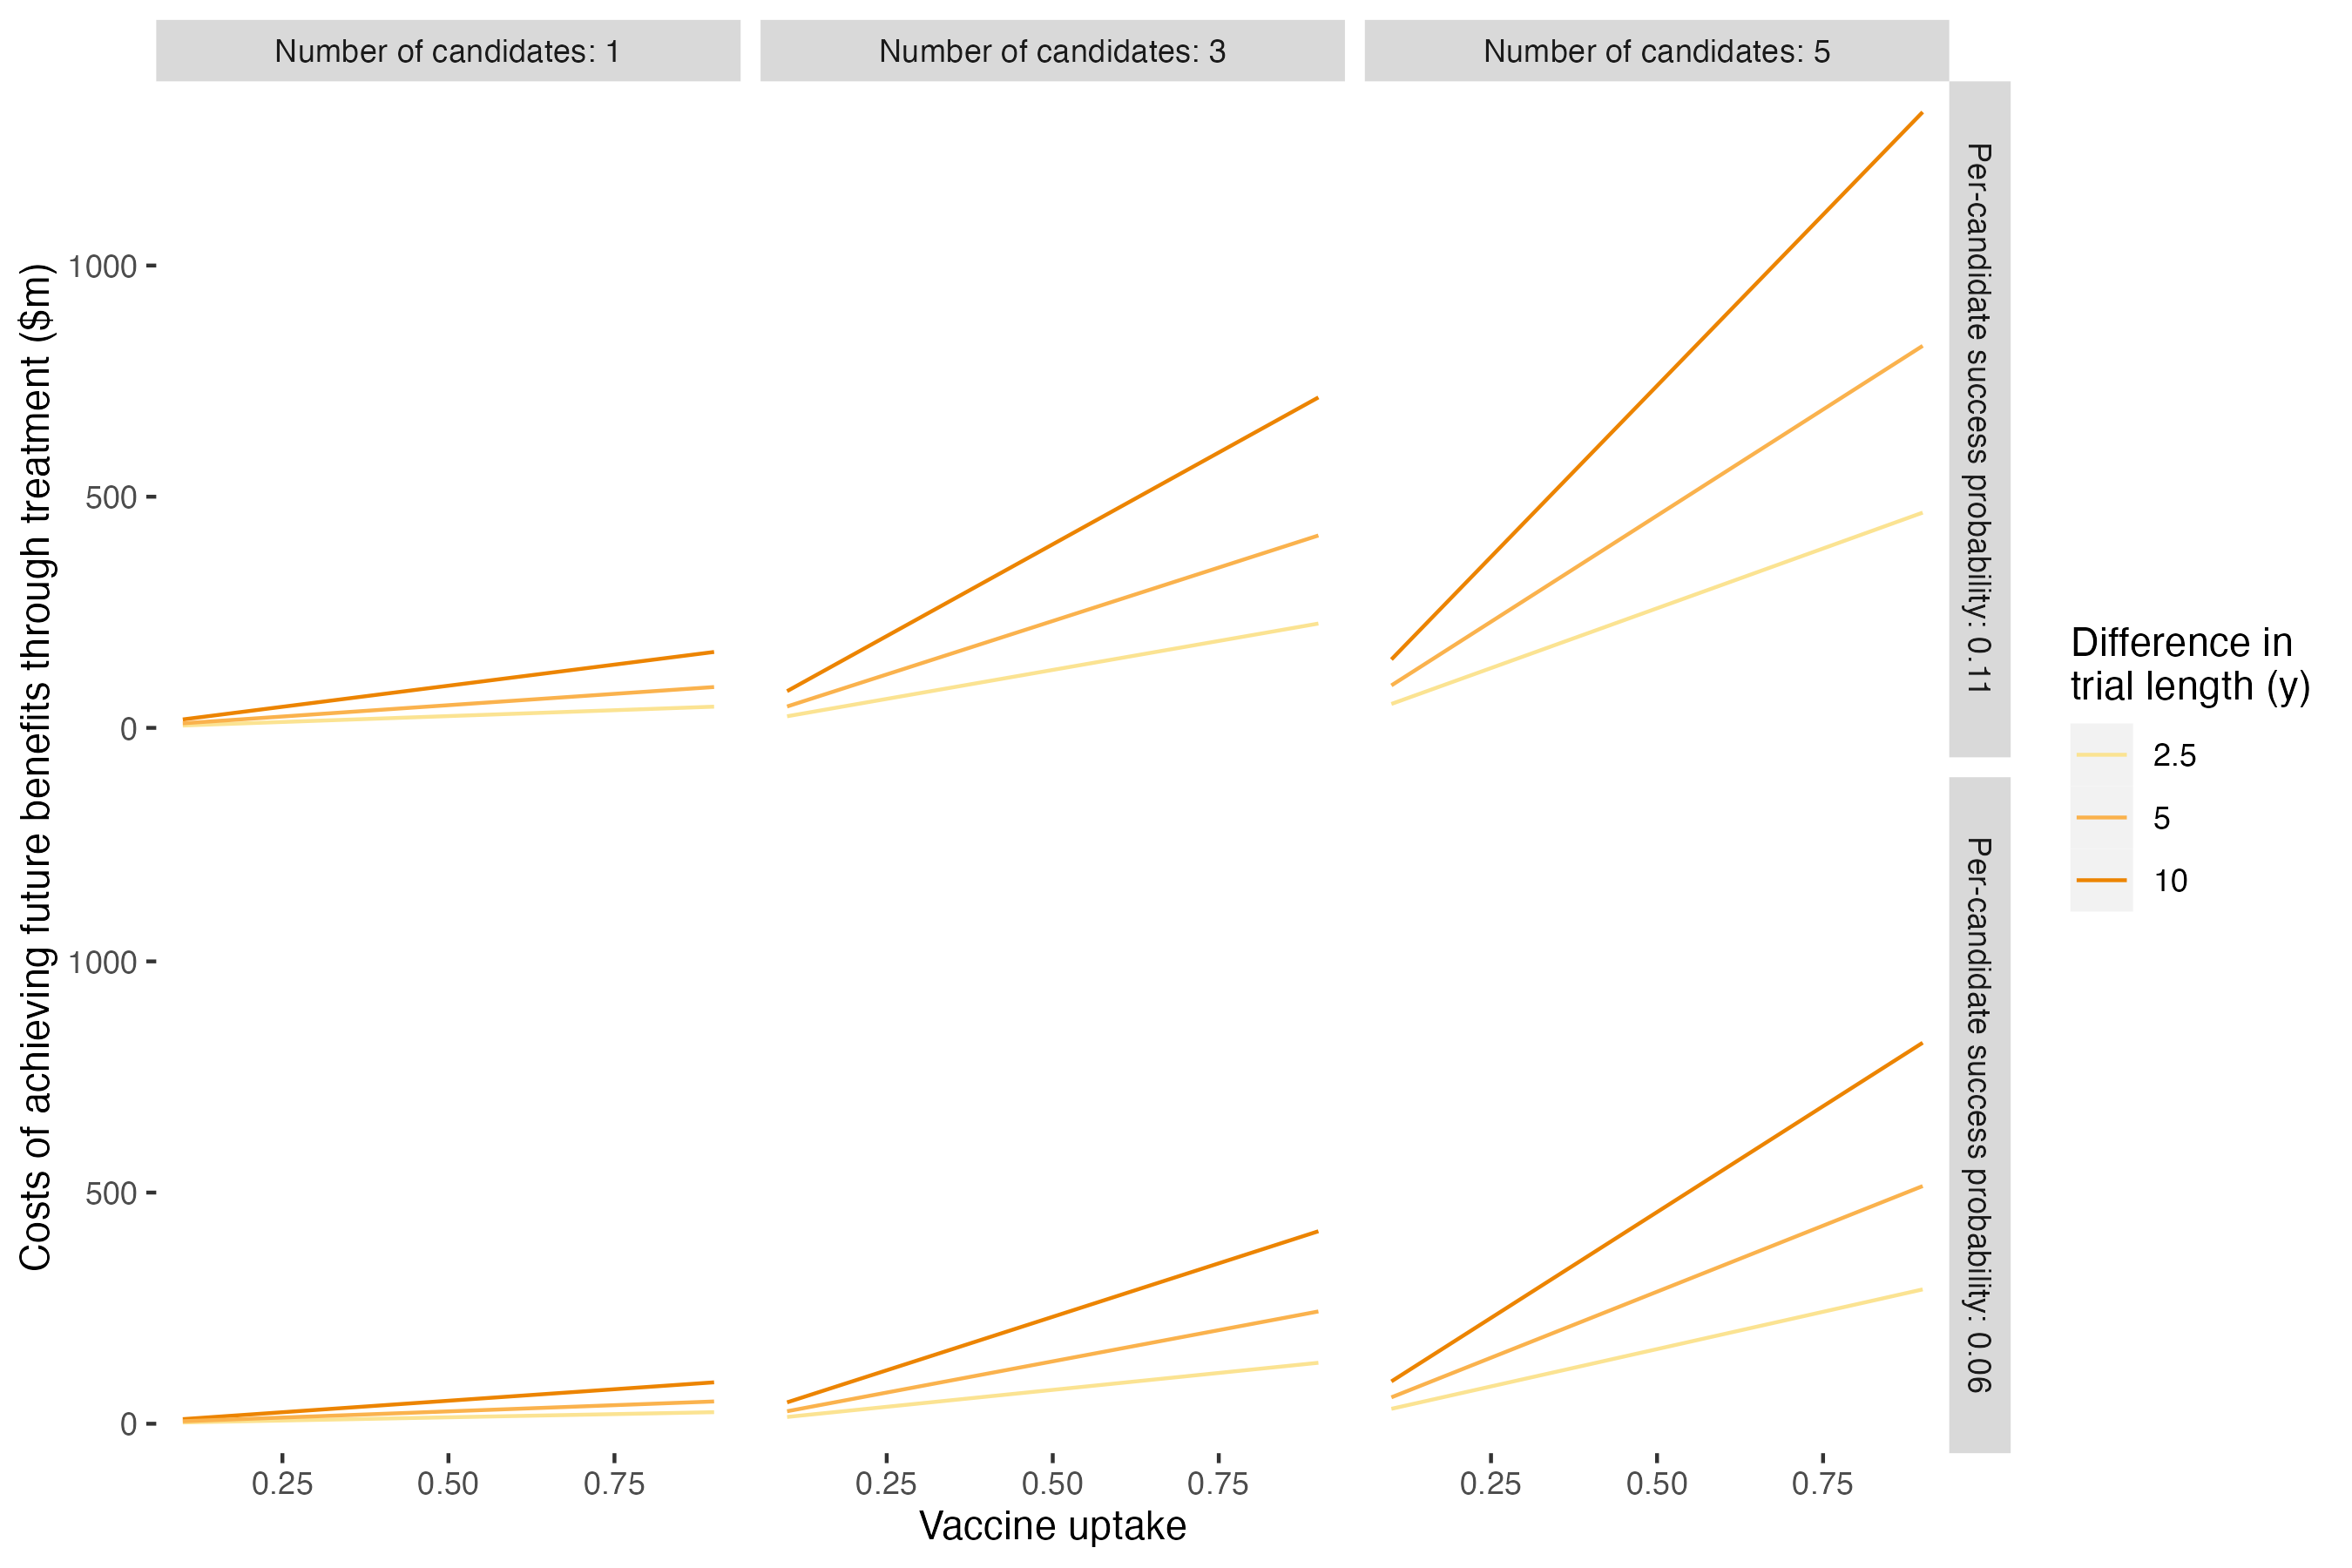 Number of candidates: 1
Number of candidates: 3
Number of candidates: 5
Costs of achieving future benefits through treatment ($m)
1000
500
0
Per-candidate success probability: 0.11
1000
500
0
Per-candidate success probability: 0.06
0.25 0.50 0.75
0.25 0.50 0.75
0.25 0.50 0.75
Vaccine uptake
Difference in
trial length (y)
2.5
5
10